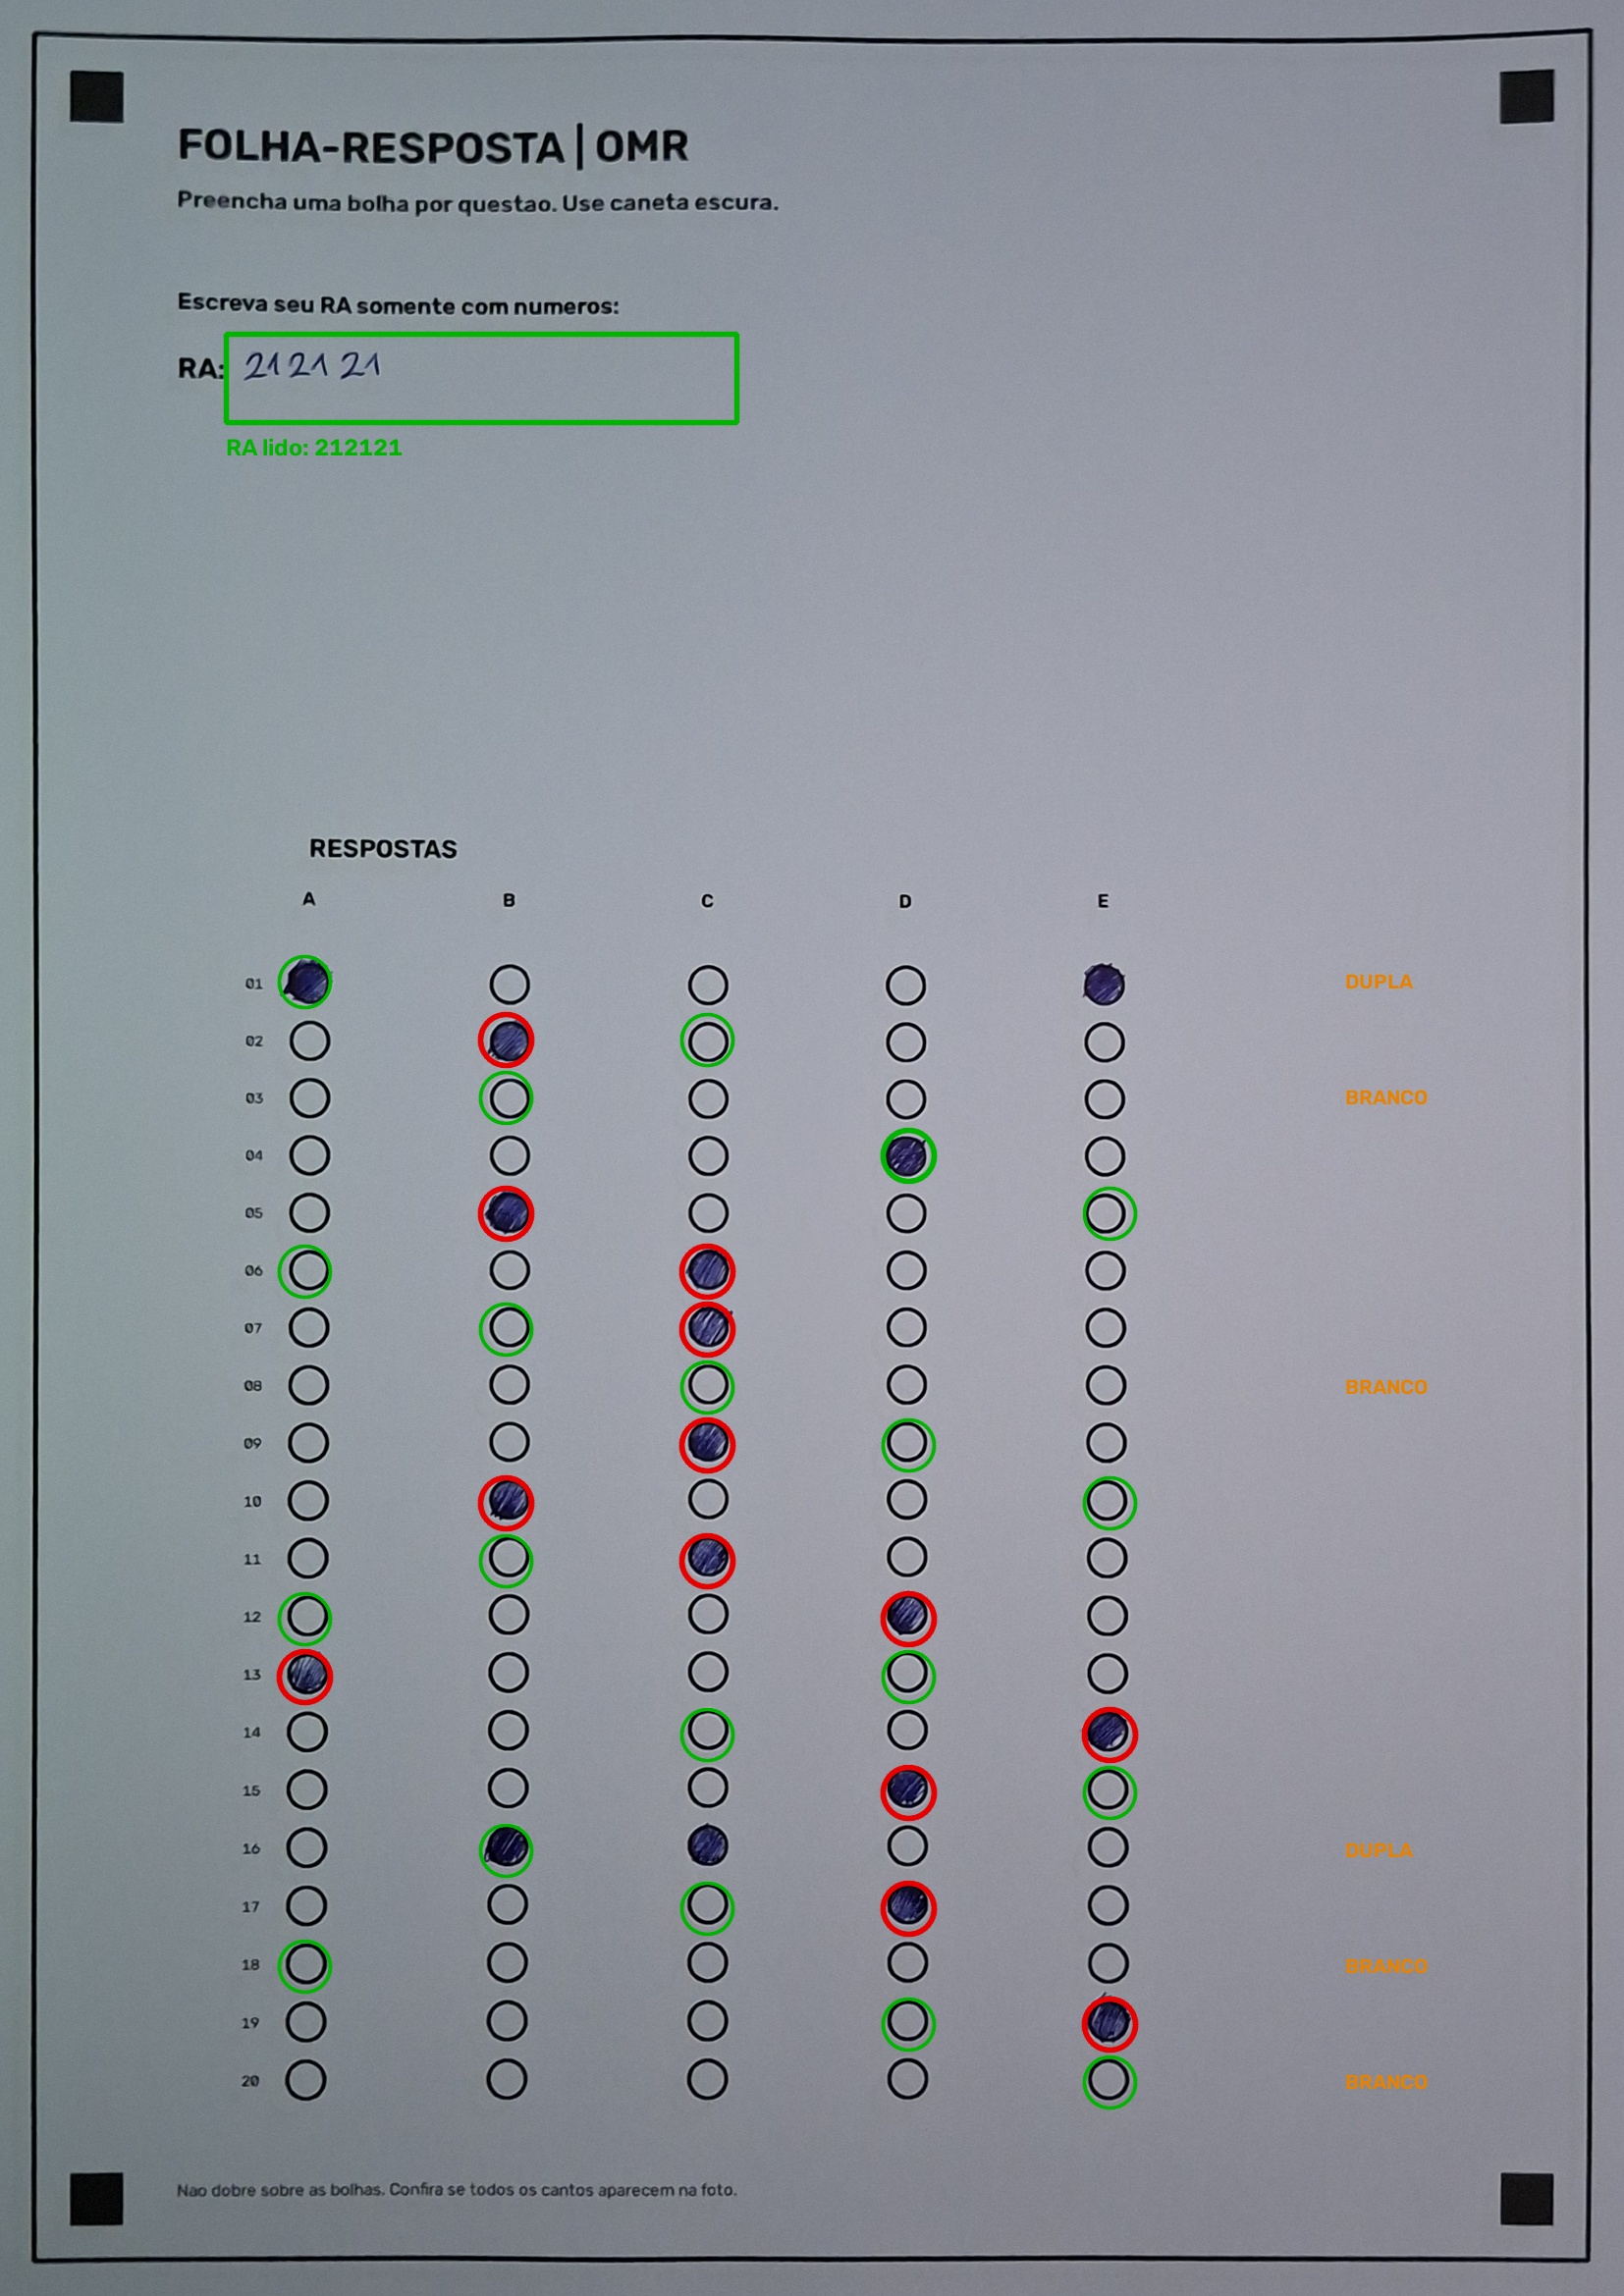 FOLHA-RESPOSTA | OMR
Preencha uma bolha por questao. Use caneta escura.
Escreva seu RA somente com numeros:
RA: 212121
RA lido: 212121
RESPOSTAS
A B C D E
01 DUPLA
02
03 BRANCO
04
05
06
07
08 BRANCO
09
10
11
12
13
14
15
16 DUPLA
17
18 BRANCO
19
20 BRANCO
Nao dobre sobre as bolhas. Confira se todos os cantos aparecem na foto.